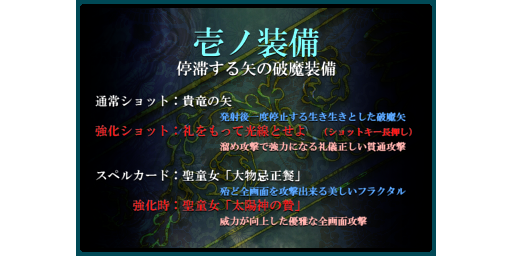 壱ノ装備
停滞する矢の破魔装備
通常ショット：貴竜の矢
発射後一度停止する生き生きとした破魔矢
強化ショット：礼をもって光線とせよ （ショットキー長押し）
溜め攻撃で強力になる礼儀正しい貫通攻撃
スペルカード：聖童女「大物忌正餐」
殆ど全画面を攻撃出来る美しいフラクタル
強化時：聖童女「太陽神の贄」
威力が向上した優雅な全画面攻撃